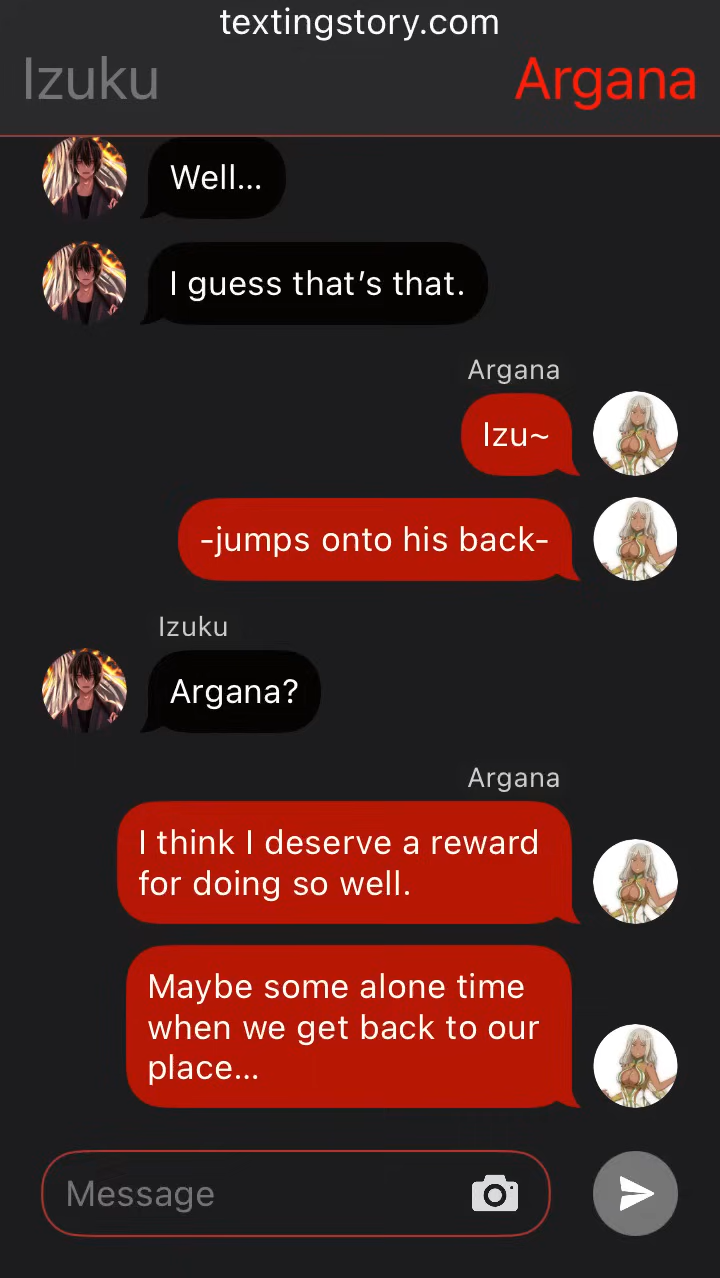 textingstory.com
Izuku
Argana
Well...
I guess that's that.
Argana
Izu~
-jumps onto his back-
Izuku
Argana?
Argana
I think I deserve a reward
for doing so well.
Maybe some alone time
when we get back to our
place...
Message